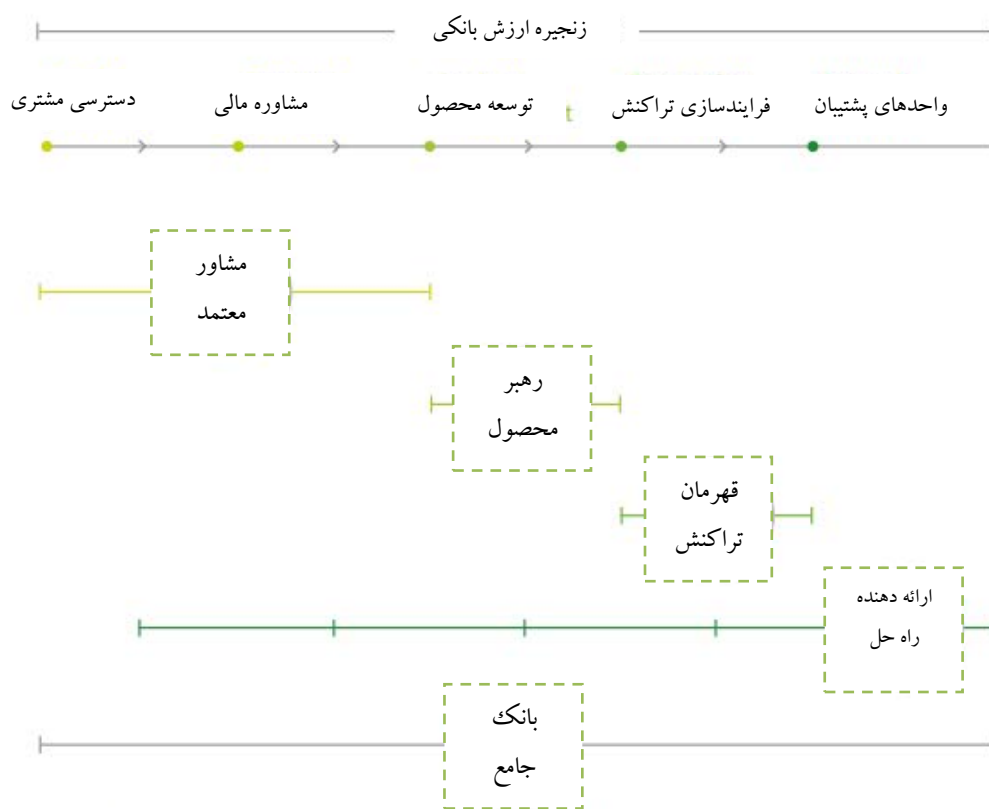 زنجیره ارزش بانکی
دسترسی مشتری
مشاوره مالی
توسعه محصول
t
فرایندسازی تراکنش
واحدهای پشتیبان
مشاور
معتمد
رهبر
محصول
قهرمان
تراکنش
ارائه دهنده
راه حل
بانک
جامع